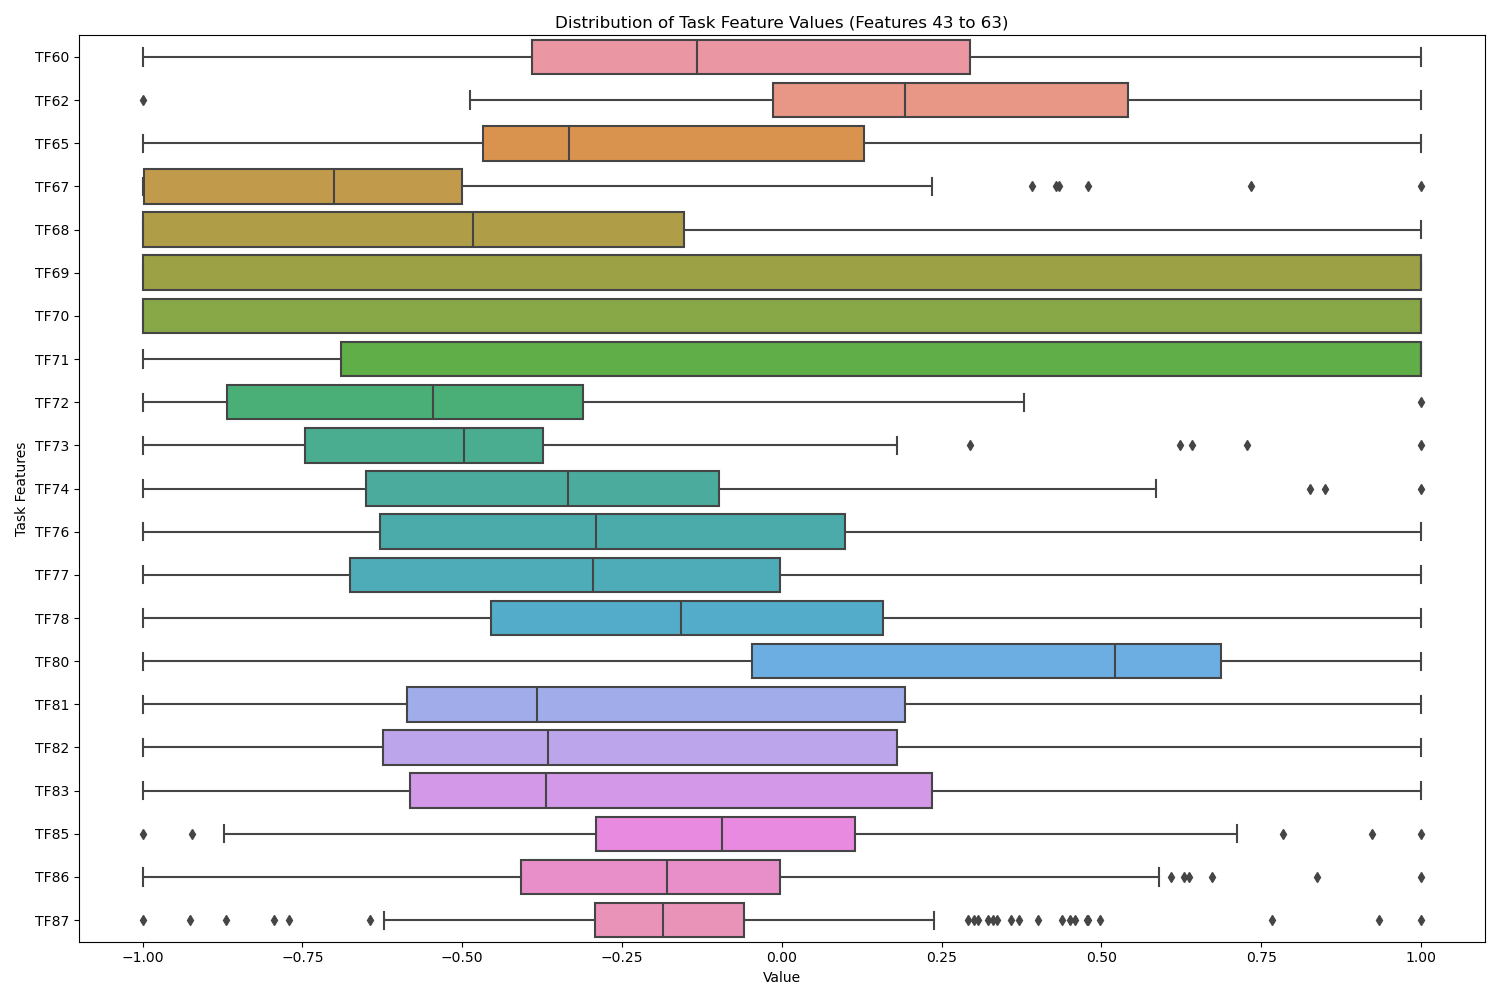 Distribution of Task Feature Values (Features 43 to 63)
TF60
TF62
TF65
TF67
TF68
TF69
TF70
TF71
TF72
TF73
TF74
TF76
TF77
TF78
TF80
TF81
TF82
TF83
TF85
TF86
TF87
Task Features
−1.00 −0.75 −0.50 −0.25 0.00 0.25 0.50 0.75 1.00
Value